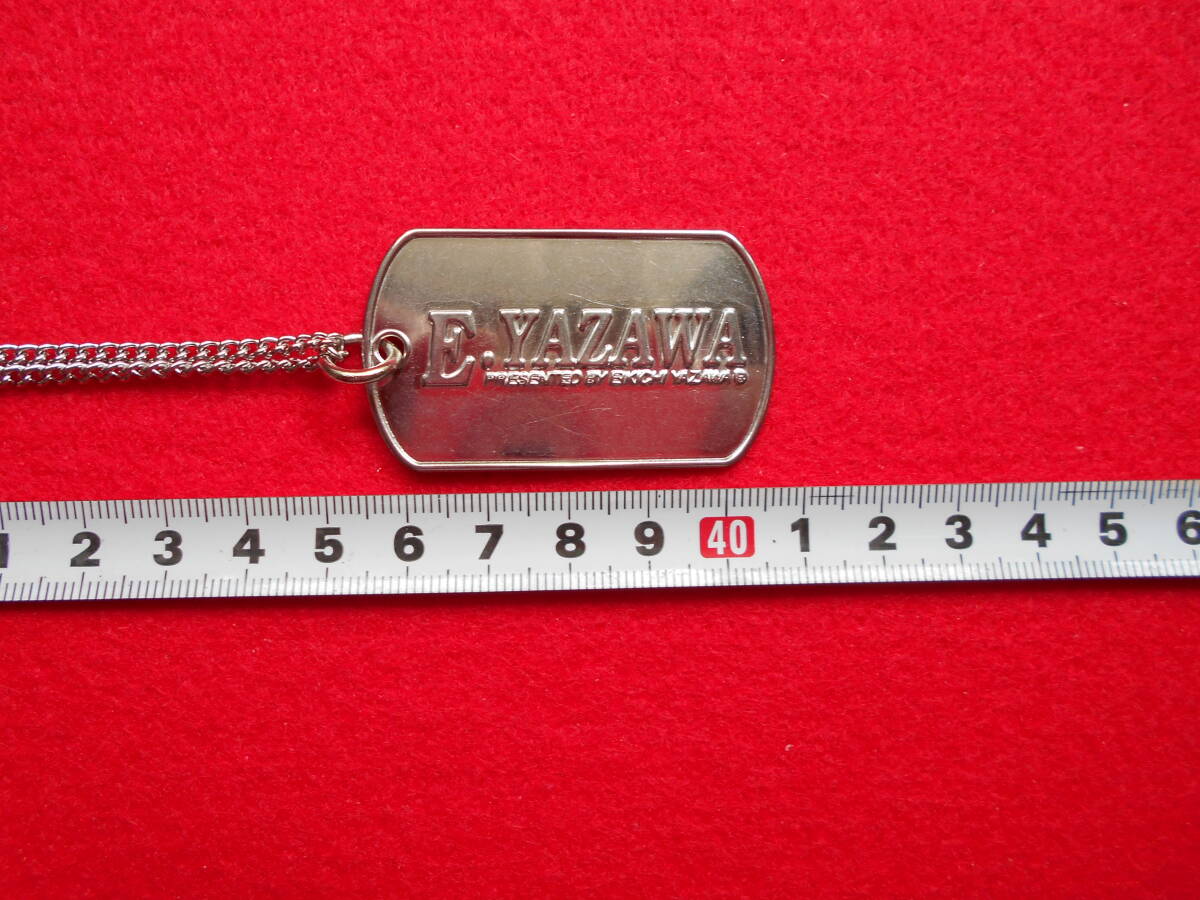 E.YAZAWA
PRESENTED BY EIKICHI YAZAWA ®
1 2 3 4 5 6 7 8 9 40 1 2 3 4 5 6